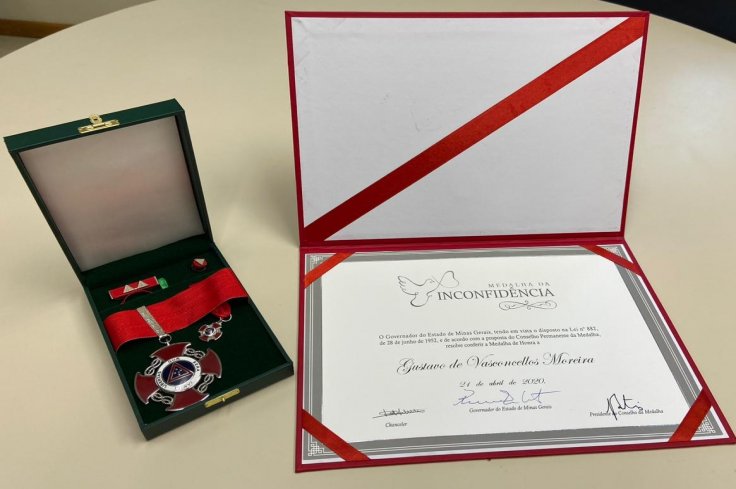 MEDALHA DA
INCONFIDÊNCIA
O Governador do Estado de Minas Gerais, tendo em vista o disposto na Lei nº 882,
de 28 de junho de 1952, e de acordo com a proposta do Conselho Permanente da Medalha,
resolve conferir a Medalha de Honra a
Gustavo de Vasconcellos Moreira
21 de abril de 2020.
Chanceler
Governador do Estado de Minas Gerais
Presidente do Conselho da Medalha